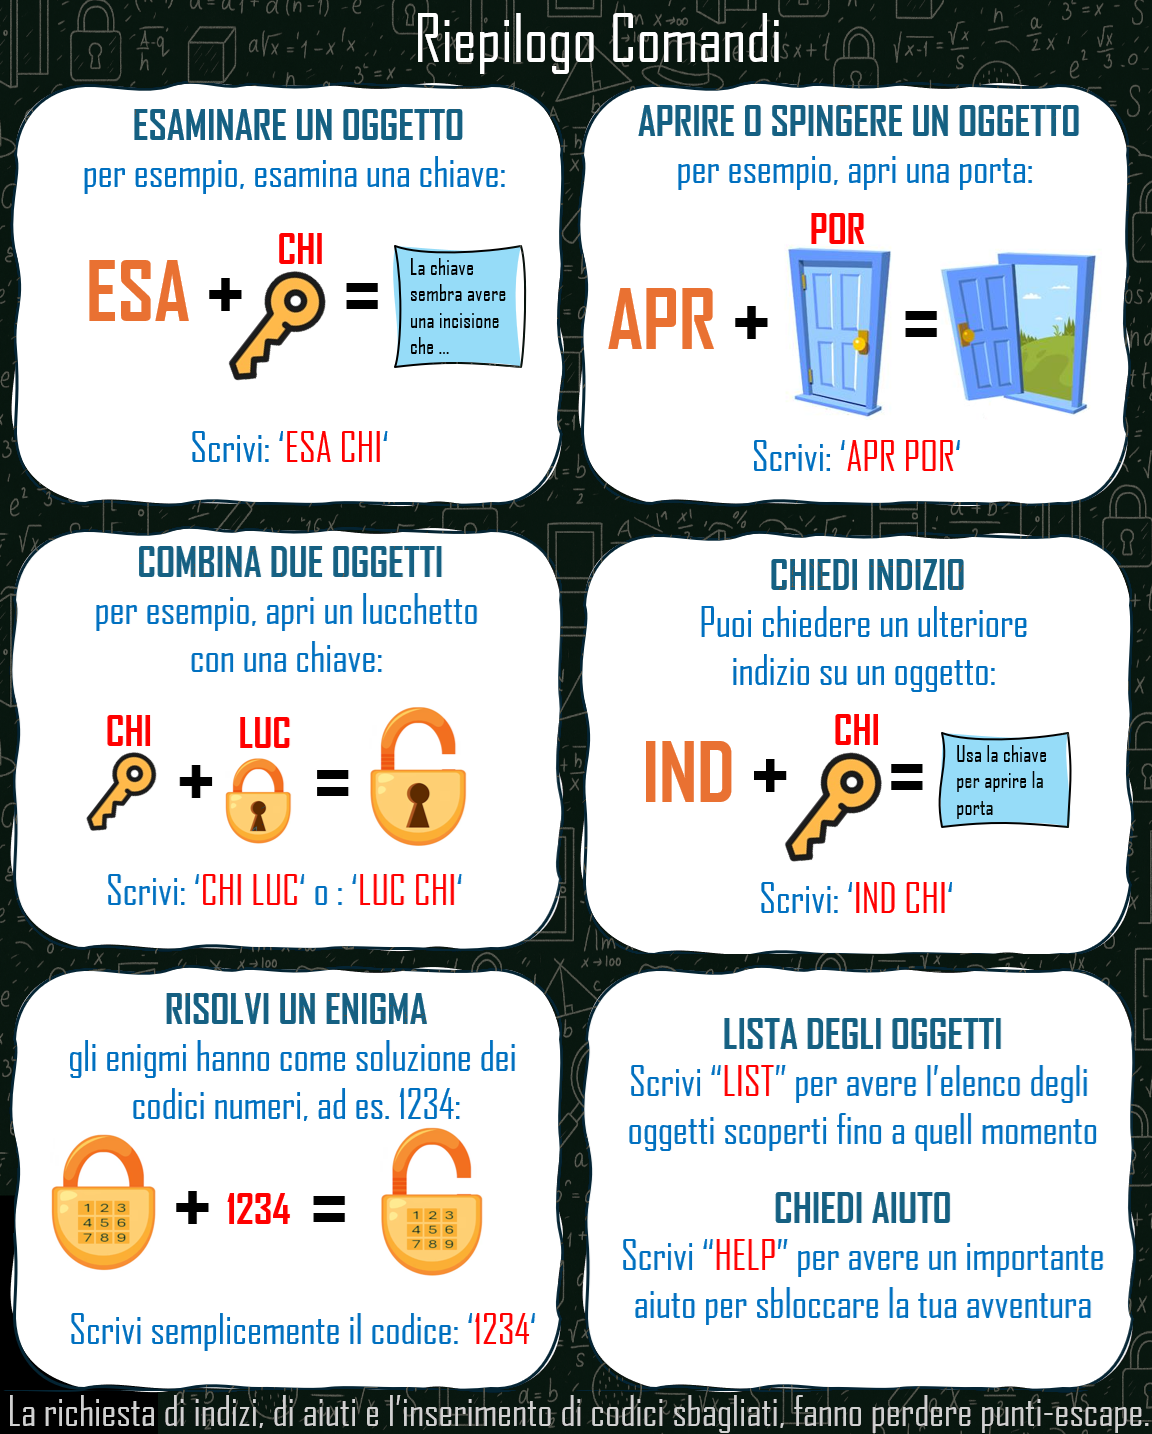 Riepilogo Comandi
ESAMINARE UN OGGETTO
per esempio, esamina una chiave:
ESA + CHI =
La chiave
sembra avere
una incisione
che ...
Scrivi: ‘ESA CHI‘
APRIRE O SPINGERE UN OGGETTO
per esempio, apri una porta:
APR + POR =
Scrivi: ‘APR POR‘
COMBINA DUE OGGETTI
per esempio, apri un lucchetto
con una chiave:
CHI + LUC =
Scrivi: ‘CHI LUC‘ o : ‘LUC CHI‘
CHIEDI INDIZIO
Puoi chiedere un ulteriore
indizio su un oggetto:
IND + CHI =
Usa la chiave
per aprire la
porta
Scrivi: ‘IND CHI‘
RISOLVI UN ENIGMA
gli enigmi hanno come soluzione dei
codici numeri, ad es. 1234:
1 2 3
4 5 6
7 8 9
+ 1234 =
1 2 3
4 5 6
7 8 9
Scrivi semplicemente il codice: ‘1234‘
LISTA DEGLI OGGETTI
Scrivi “LIST” per avere l’elenco degli
oggetti scoperti fino a quell momento
CHIEDI AIUTO
Scrivi “HELP” per avere un importante
aiuto per sbloccare la tua avventura
La richiesta di indizi, di aiuti e l’inserimento di codici sbagliati, fanno perdere punti-escape.